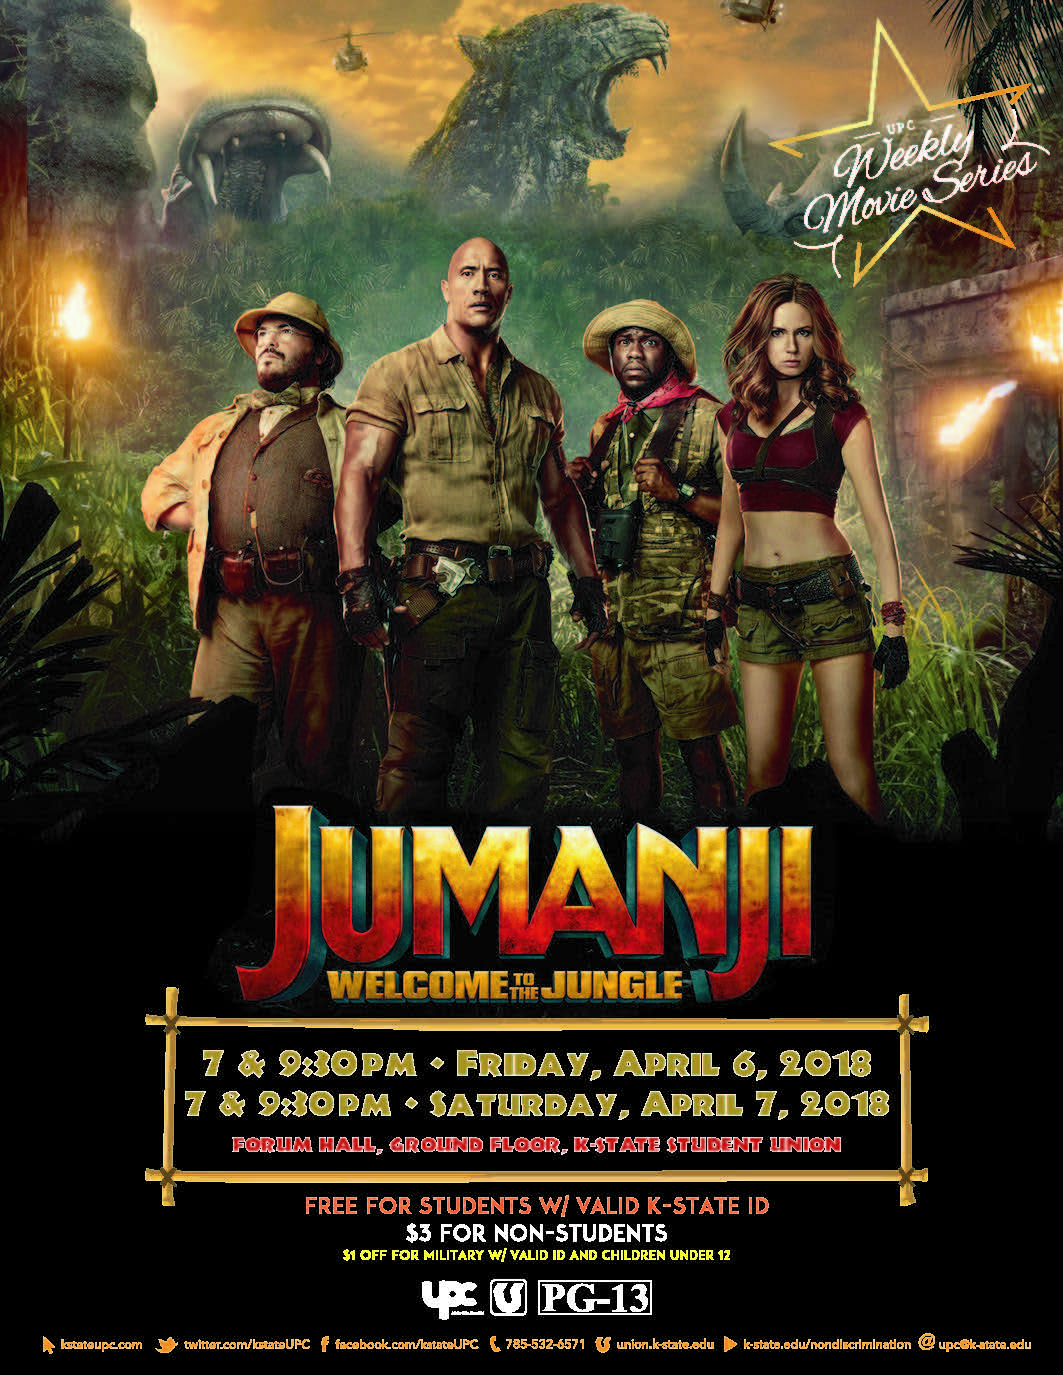 UPC
Weekly
Movie Series
JUMANJI
WELCOME TO THE JUNGLE
7 & 9:30PM • FRIDAY, APRIL 6, 2018
7 & 9:30PM • SATURDAY, APRIL 7, 2018
FORUM HALL, GROUND FLOOR, K-STATE STUDENT UNION
FREE FOR STUDENTS W/ VALID K-STATE ID
$3 FOR NON-STUDENTS
$1 OFF FOR MILITARY W/ VALID ID AND CHILDREN UNDER 12
upc PG-13
kstateupc.com twitter.com/kstateUPC facebook.com/kstateUPC 785-532-6571 union.k-state.edu k-state.edu/nondiscrimination upc@k-state.edu